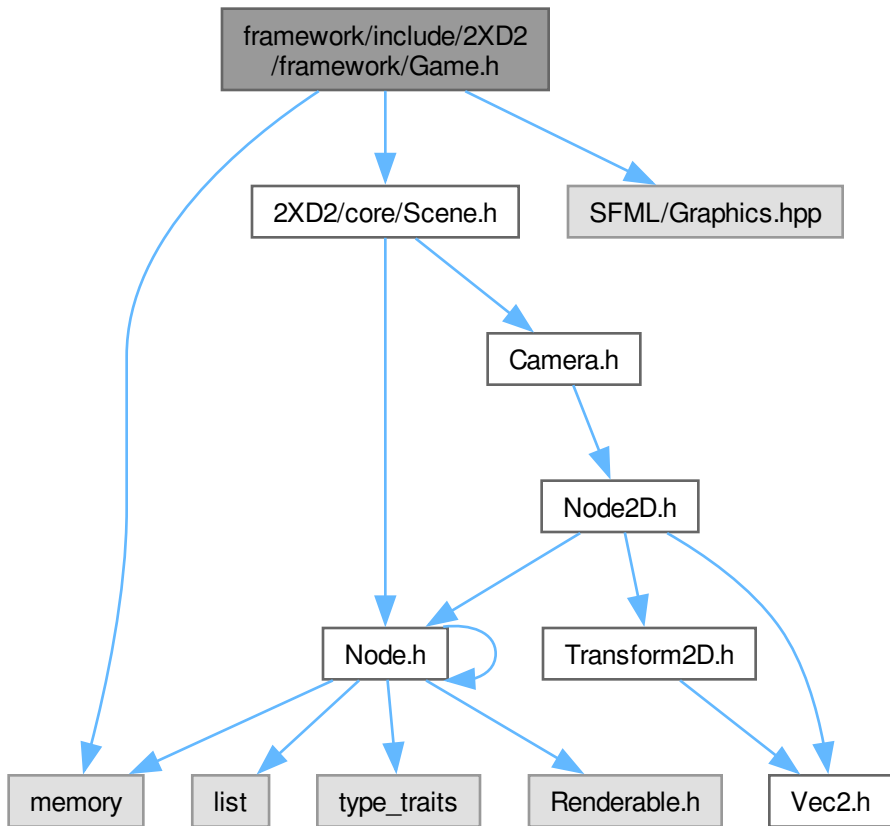 framework/include/2XD2
/framework/Game.h
2XD2/core/Scene.h
SFML/Graphics.hpp
Camera.h
Node2D.h
Node.h
Transform2D.h
memory
list
type_traits
Renderable.h
Vec2.h